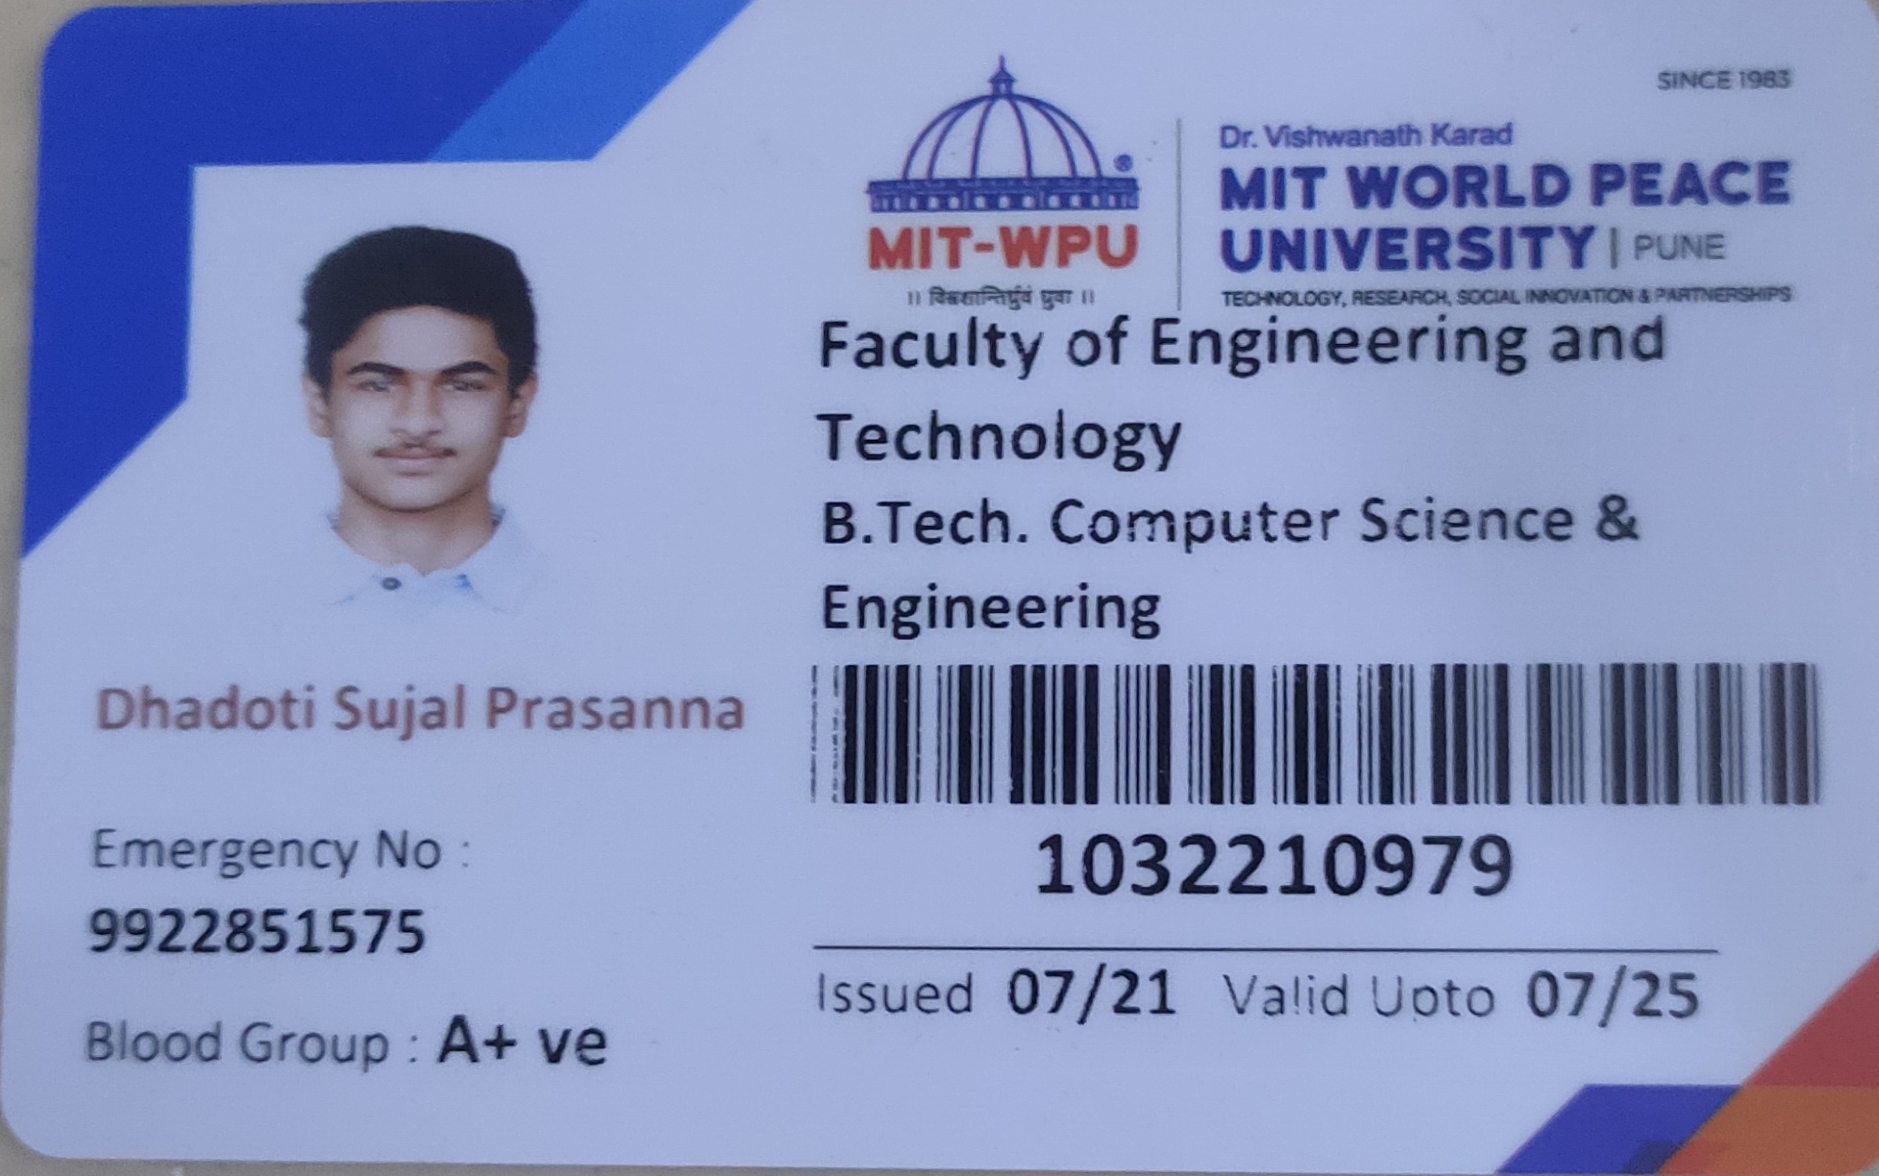 SINCE 1983
Dr. Vishwanath Karad
MIT WORLD PEACE
UNIVERSITY | PUNE
TECHNOLOGY, RESEARCH, SOCIAL INNOVATION & PARTNERSHIPS
®
MIT-WPU
॥ विश्वशान्तिर्ध्रुवं ध्रुवा ॥
Faculty of Engineering and
Technology
B.Tech. Computer Science &
Engineering
1032210979
Issued 07/21 Valid Upto 07/25
Dhadoti Sujal Prasanna
Emergency No :
9922851575
Blood Group : A+ ve